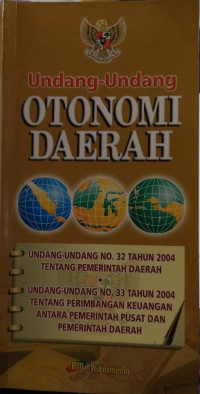 Undang-Undang
OTONOMI
DAERAH
UNDANG-UNDANG NO. 32 TAHUN 2004
TENTANG PEMERINTAH DAERAH
UNDANG-UNDANG NO. 33 TAHUN 2004
TENTANG PERIMBANGAN KEUANGAN
ANTARA PEMERINTAH PUSAT DAN
PEMERINTAH DAERAH
Fokusmedia